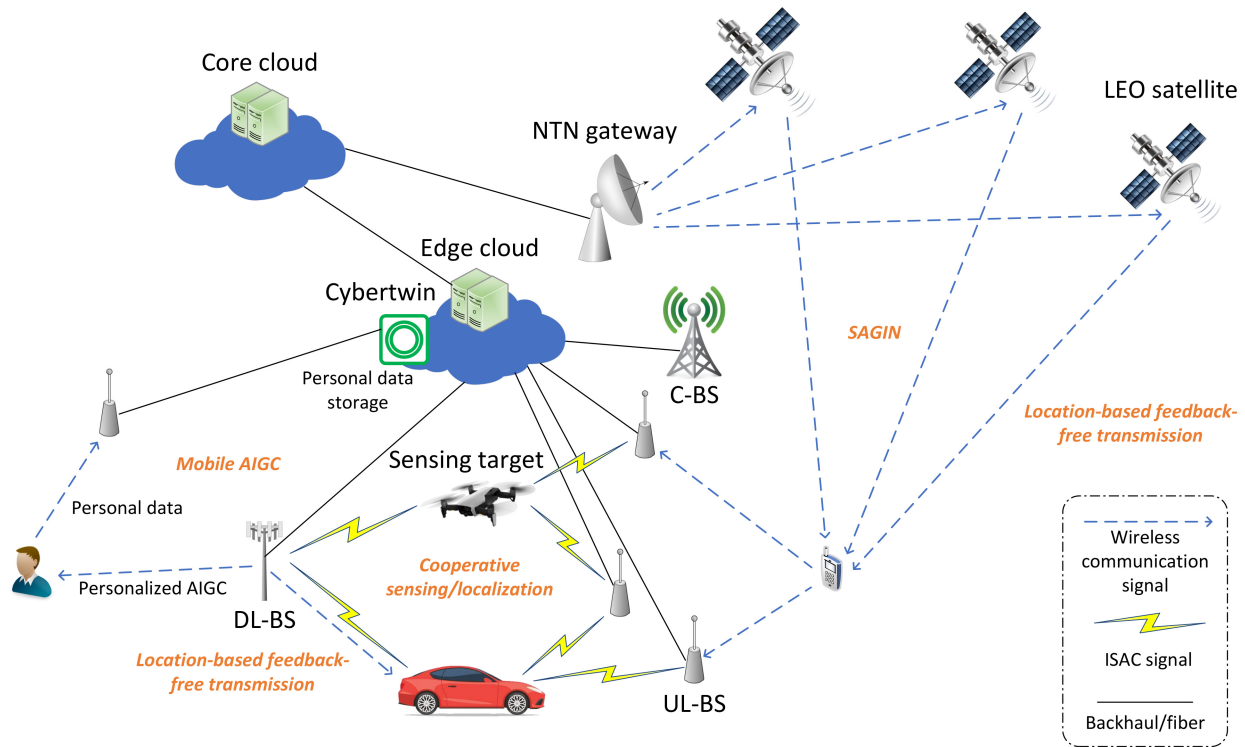 Core cloud
LEO satellite
NTN gateway
Edge cloud
Cybertwin
Personal data
storage
SAGIN
C-BS
Location-based feedback-
free transmission
Mobile AIGC
Sensing target
Personal data
Cooperative
sensing/localization
Personalized AIGC
DL-BS
Location-based feedback-
free transmission
UL-BS
Wireless
communication
signal
ISAC signal
Backhaul/fiber